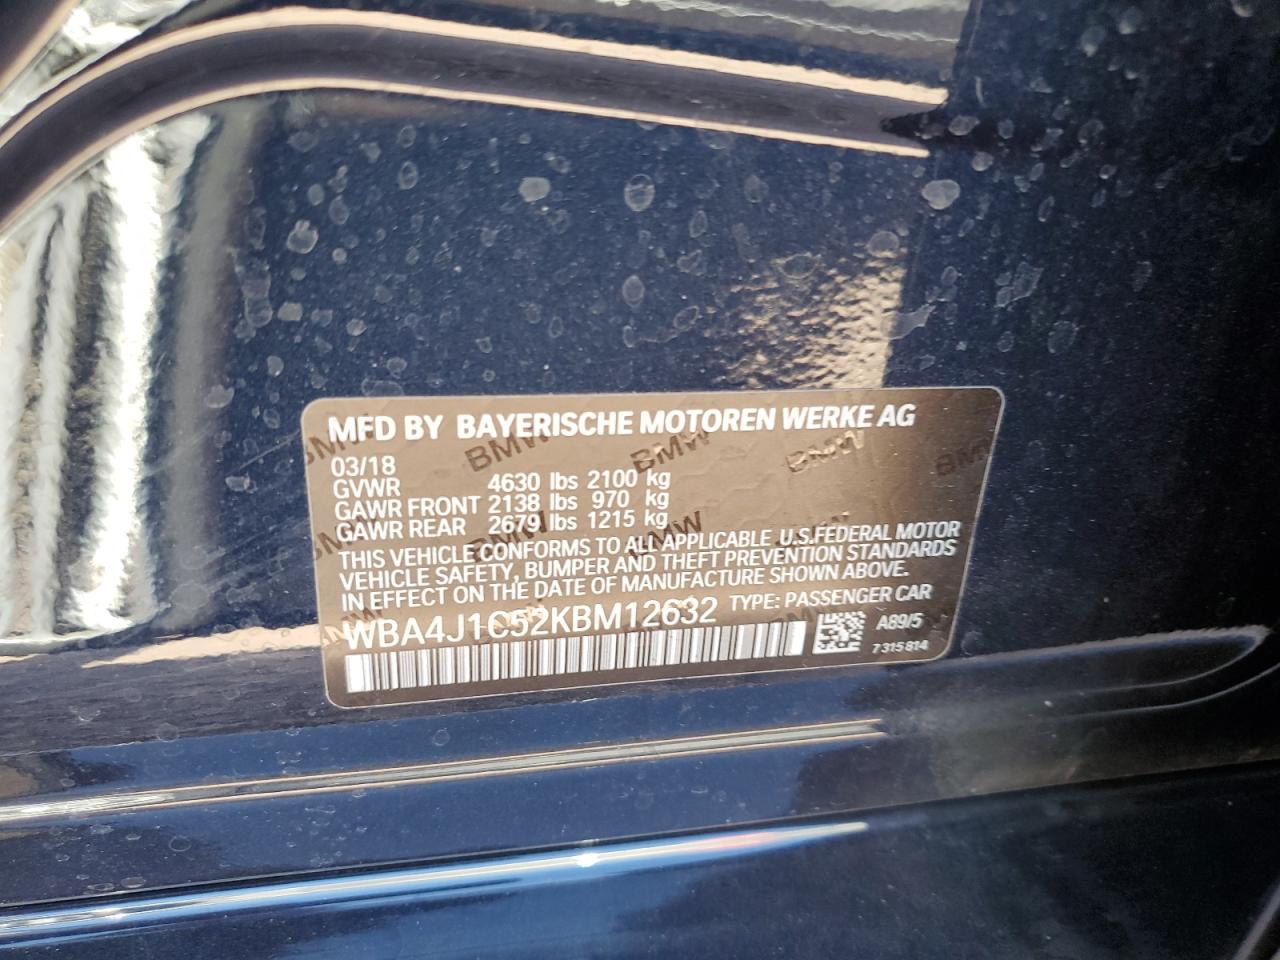 MFD BY BAYERISCHE MOTOREN WERKE AG
03/18
GVWR 4630 lbs 2100 kg
GAWR FRONT 2138 lbs 970 kg
GAWR REAR 2679 lbs 1215 kg
THIS VEHICLE CONFORMS TO ALL APPLICABLE U.S.FEDERAL MOTOR
VEHICLE SAFETY, BUMPER AND THEFT PREVENTION STANDARDS
IN EFFECT ON THE DATE OF MANUFACTURE SHOWN ABOVE.
WBA4J1C52KBM12632 TYPE: PASSENGER CAR
A89/5
7315814